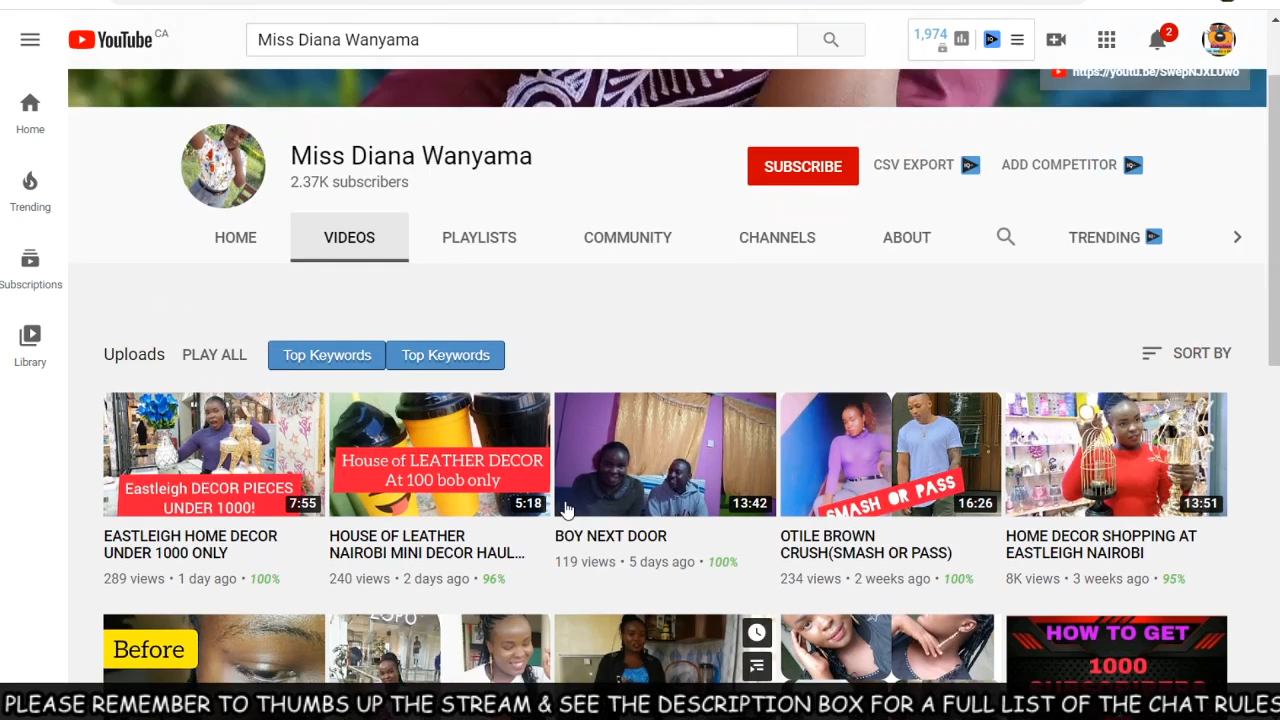 YouTube CA
Miss Diana Wanyama
1,974
2
https://youtu.be/SwepNJXLUwo
Home
Trending
Subscriptions
Library
Miss Diana Wanyama
2.37K subscribers
SUBSCRIBE
CSV EXPORT
ADD COMPETITOR
HOME
VIDEOS
PLAYLISTS
COMMUNITY
CHANNELS
ABOUT
TRENDING
Uploads
PLAY ALL
Top Keywords
Top Keywords
SORT BY
Eastleigh DECOR PIECES
UNDER 1000!
7:55
EASTLEIGH HOME DECOR
UNDER 1000 ONLY
289 views • 1 day ago • 100%
House of LEATHER DECOR
At 100 bob only
5:18
HOUSE OF LEATHER
NAIROBI MINI DECOR HAUL...
240 views • 2 days ago • 96%
13:42
BOY NEXT DOOR
119 views • 5 days ago • 100%
SMASH OR PASS
16:26
OTILE BROWN
CRUSH(SMASH OR PASS)
234 views • 2 weeks ago • 100%
13:51
HOME DECOR SHOPPING AT
EASTLEIGH NAIROBI
8K views • 3 weeks ago • 95%
Before
HOW TO GET
1000
SUBSCRIBERS
PLEASE REMEMBER TO THUMBS UP THE STREAM & SEE THE DESCRIPTION BOX FOR A FULL LIST OF THE CHAT RULES